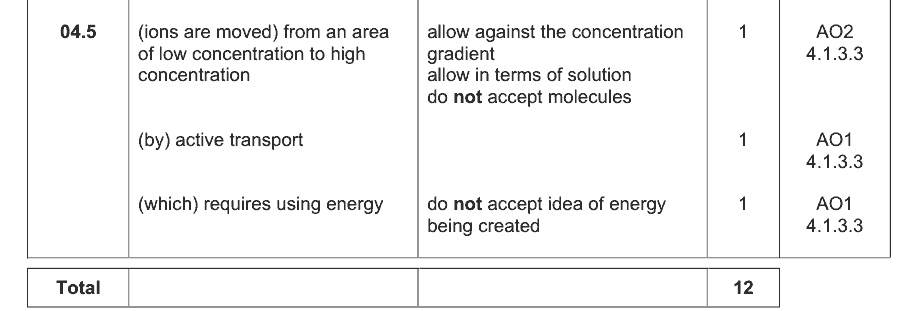 04.5
(ions are moved) from an area
of low concentration to high
concentration
allow against the concentration
gradient
allow in terms of solution
do not accept molecules
1
AO2
4.1.3.3
(by) active transport
1
AO1
4.1.3.3
(which) requires using energy
do not accept idea of energy
being created
1
AO1
4.1.3.3
Total
12